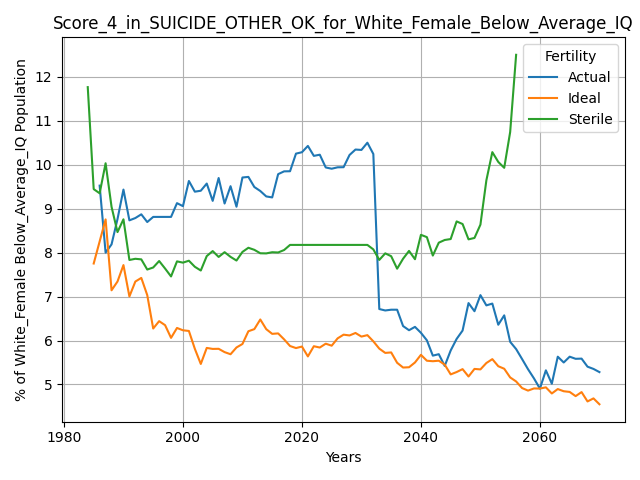 Score_4_in_SUICIDE_OTHER_OK_for_White_Female_Below_Average_IQ
% of White_Female Below_Average_IQ Population
12
11
10
9
8
7
6
5
1980
2000
2020
2040
2060
Years
Fertility
Actual
Ideal
Sterile